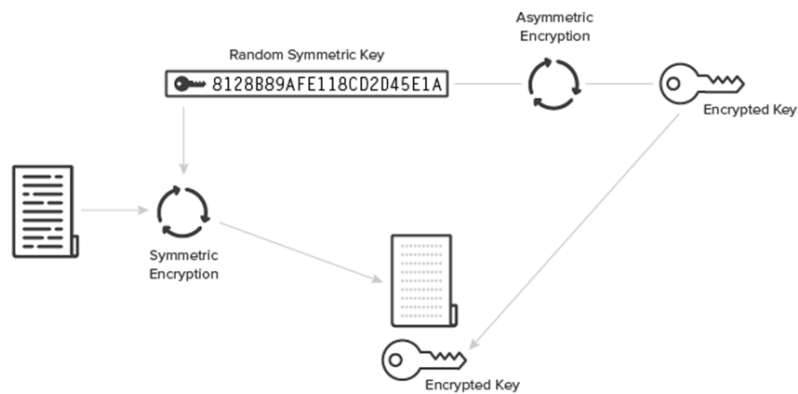 Asymmetric
Encryption
Random Symmetric Key
8128B89AFE118CD2D45E1A
Encrypted Key
Symmetric
Encryption
Encrypted Key